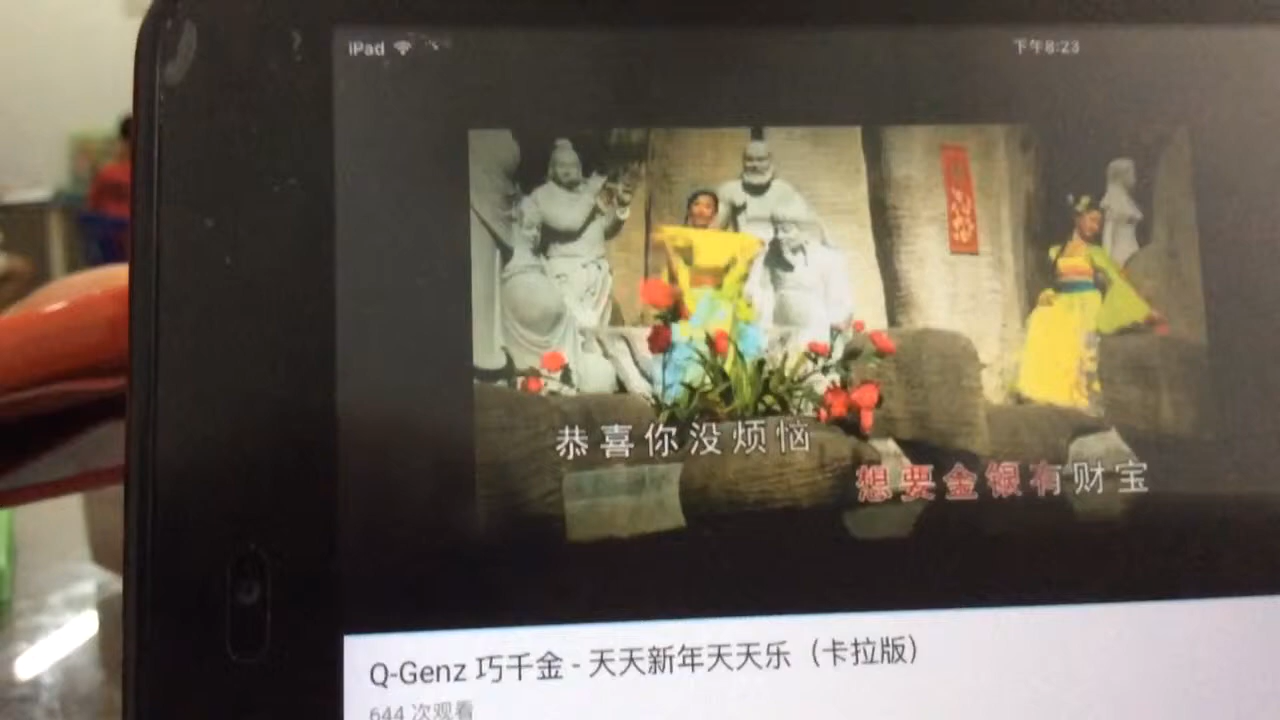 iPad 下午8:23
恭喜你没烦恼
想要金银有财宝
Q-Genz 巧千金 - 天天新年天天乐（卡拉版）
644 次观看